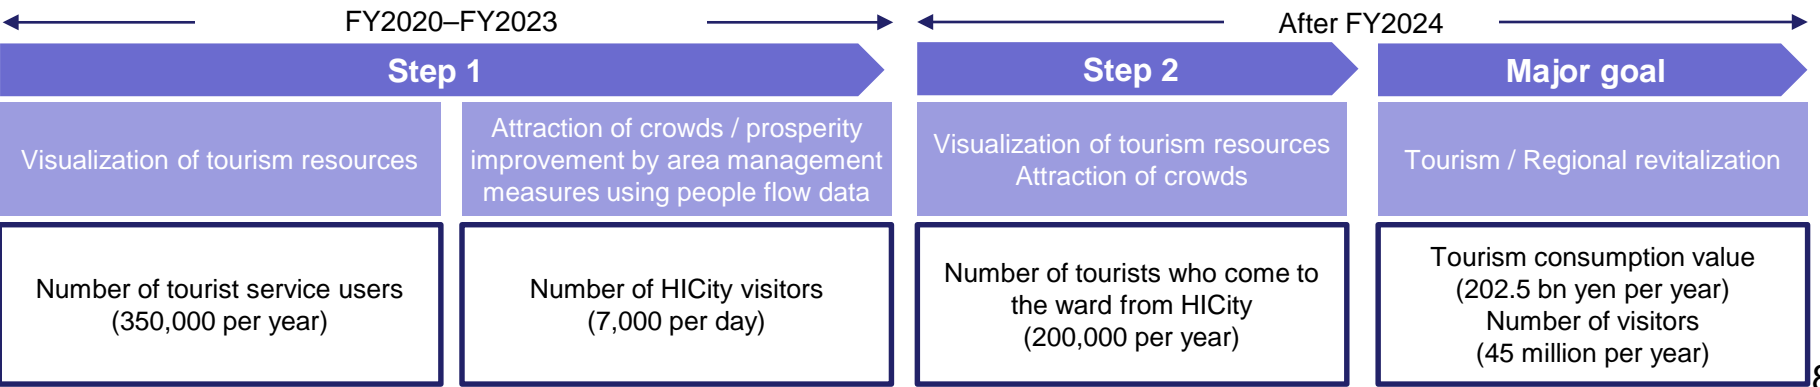 FY2020–FY2023
After FY2024
Step 1
Step 2
Major goal
Visualization of tourism resources
Attraction of crowds / prosperity
improvement by area management
measures using people flow data
Visualization of tourism resources
Attraction of crowds
Tourism / Regional revitalization
Number of tourist service users
(350,000 per year)
Number of HICity visitors
(7,000 per day)
Number of tourists who come to
the ward from HICity
(200,000 per year)
Tourism consumption value
(202.5 bn yen per year)
Number of visitors
(45 million per year)